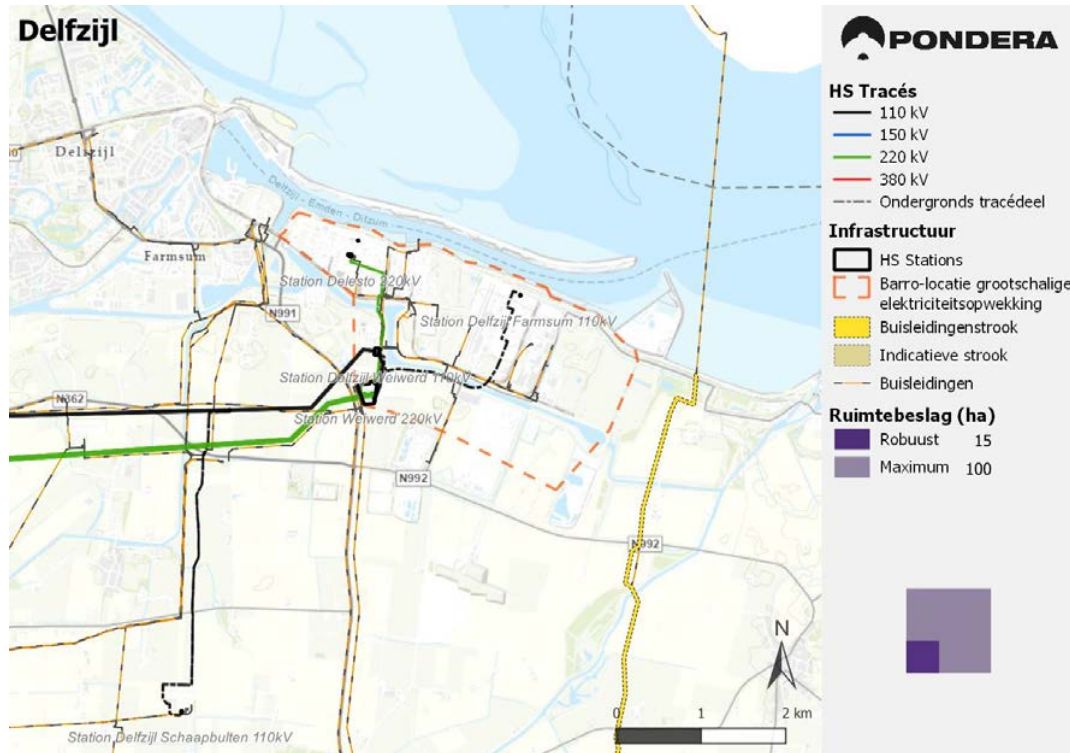 Delfzijl
Delfzijl
Delfzijl - Emden - Ditzum
Farmsum
Station Delesto 220kV
N991
Station Delfzijl Farmsum 110kV
Station Delfzijl Weiwerd 110kV
N362
Station Weiwerd 220kV
N992
N992
Station Delfzijl Schaapbulten 110kV
N
0 1 2 km
PONDERA
HS Tracés
110 kV
150 kV
220 kV
380 kV
Ondergronds tracédeel
Infrastructuur
HS Stations
Barro-locatie grootschalige
elektriciteitsopwekking
Buisleidingenstrook
Indicatieve strook
Buisleidingen
Ruimtebeslag (ha)
Robuust 15
Maximum 100